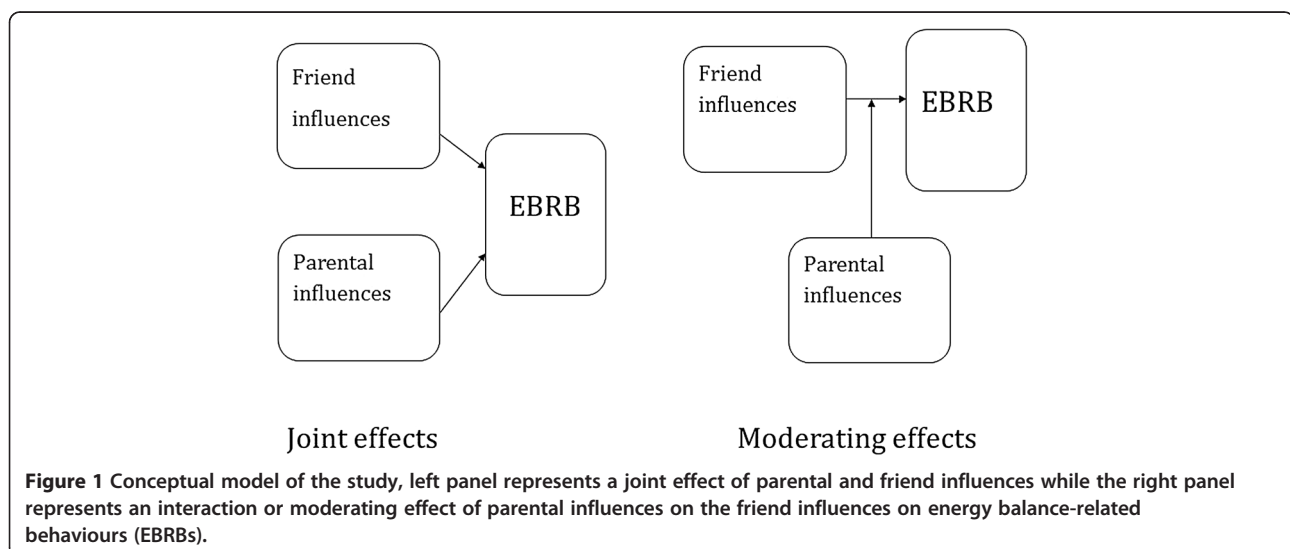 Friend
influences
EBRB
Parental
influences
Joint effects
Friend
influences
EBRB
Parental
influences
Moderating effects
Figure 1 Conceptual model of the study, left panel represents a joint effect of parental and friend influences while the right panel
represents an interaction or moderating effect of parental influences on the friend influences on energy balance-related
behaviours (EBRBs).